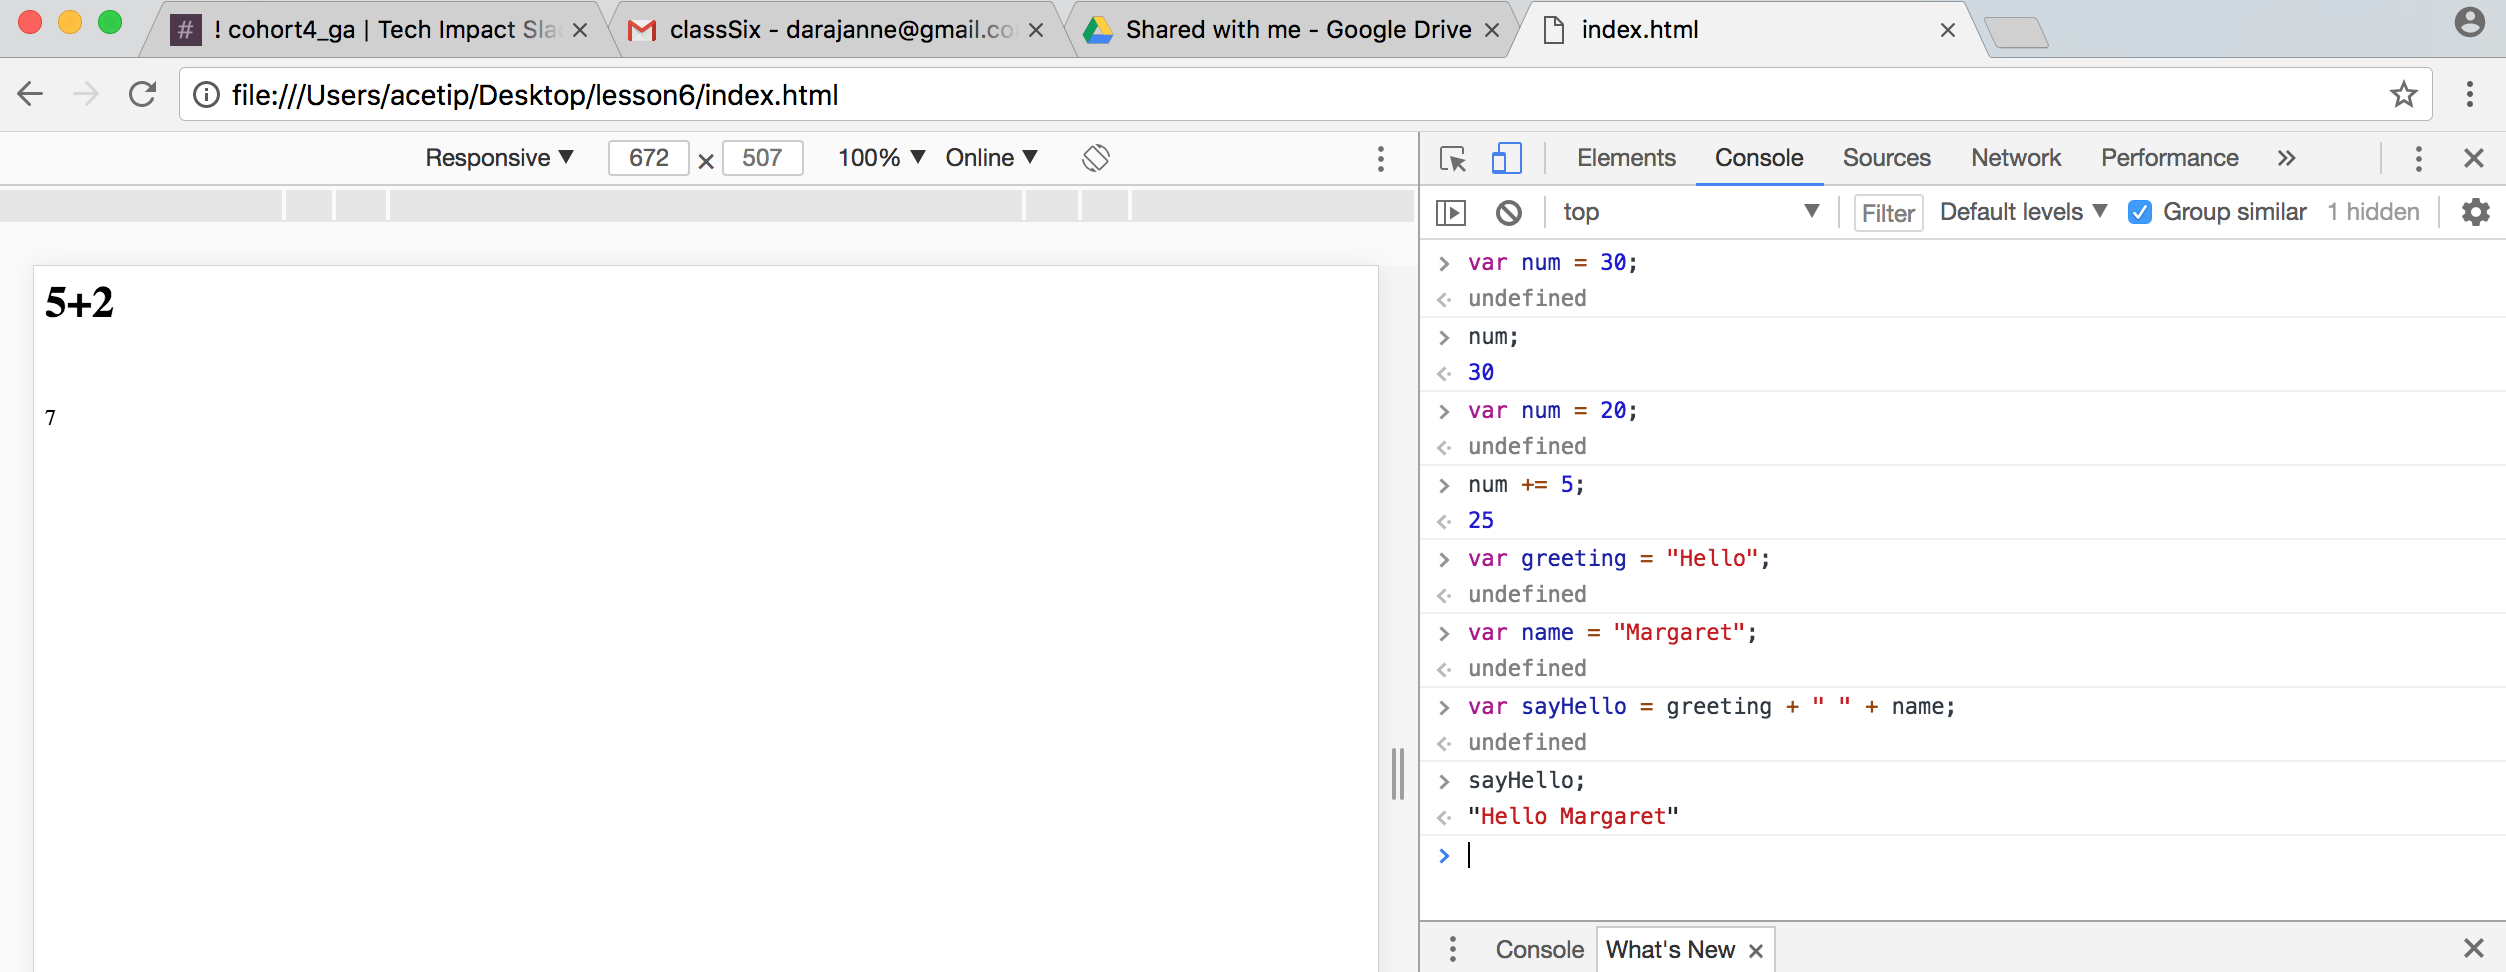 # ! cohort4_ga | Tech Impact Sla
classSix - darajanne@gmail.co
Shared with me - Google Drive
index.html
file:///Users/acetip/Desktop/lesson6/index.html
Responsive 672 × 507 100% Online
Elements Console Sources Network Performance »
top Filter Default levels Group similar 1 hidden
5+2
7
> var num = 30;
undefined
> num;
30
> var num = 20;
undefined
> num += 5;
25
> var greeting = "Hello";
undefined
> var name = "Margaret";
undefined
> var sayHello = greeting + " " + name;
undefined
> sayHello;
"Hello Margaret"
>
Console What's New ×